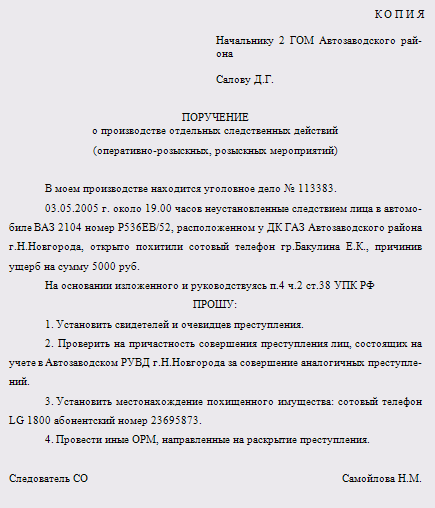 К О П И Я
Начальнику 2 ГОМ Автозаводского рай-
она
Салову Д.Г.
ПОРУЧЕНИЕ
о производстве отдельных следственных действий
(оперативно-розыскных, розыскных мероприятий)
В моем производстве находится уголовное дело № 113383.
03.05.2005 г. около 19.00 часов неустановленные следствием лица в автомо-
биле ВАЗ 2104 номер Р536ЕВ/52, расположенном у ДК ГАЗ Автозаводского района
г.Н.Новгорода, открыто похитили сотовый телефон гр.Бакулина Е.К., причинив
ущерб на сумму 5000 руб.
На основании изложенного и руководствуясь п.4 ч.2 ст.38 УПК РФ
ПРОШУ:
1. Установить свидетелей и очевидцев преступления.
2. Проверить на причастность совершения преступления лиц, состоящих на
учете в Автозаводском РУВД г.Н.Новгорода за совершение аналогичных преступле-
ний.
3. Установить местонахождение похищенного имущества: сотовый телефон
LG 1800 абонентский номер 23695873.
4. Провести иные ОРМ, направленные на раскрытие преступления.
Следователь СО Самойлова Н.М.